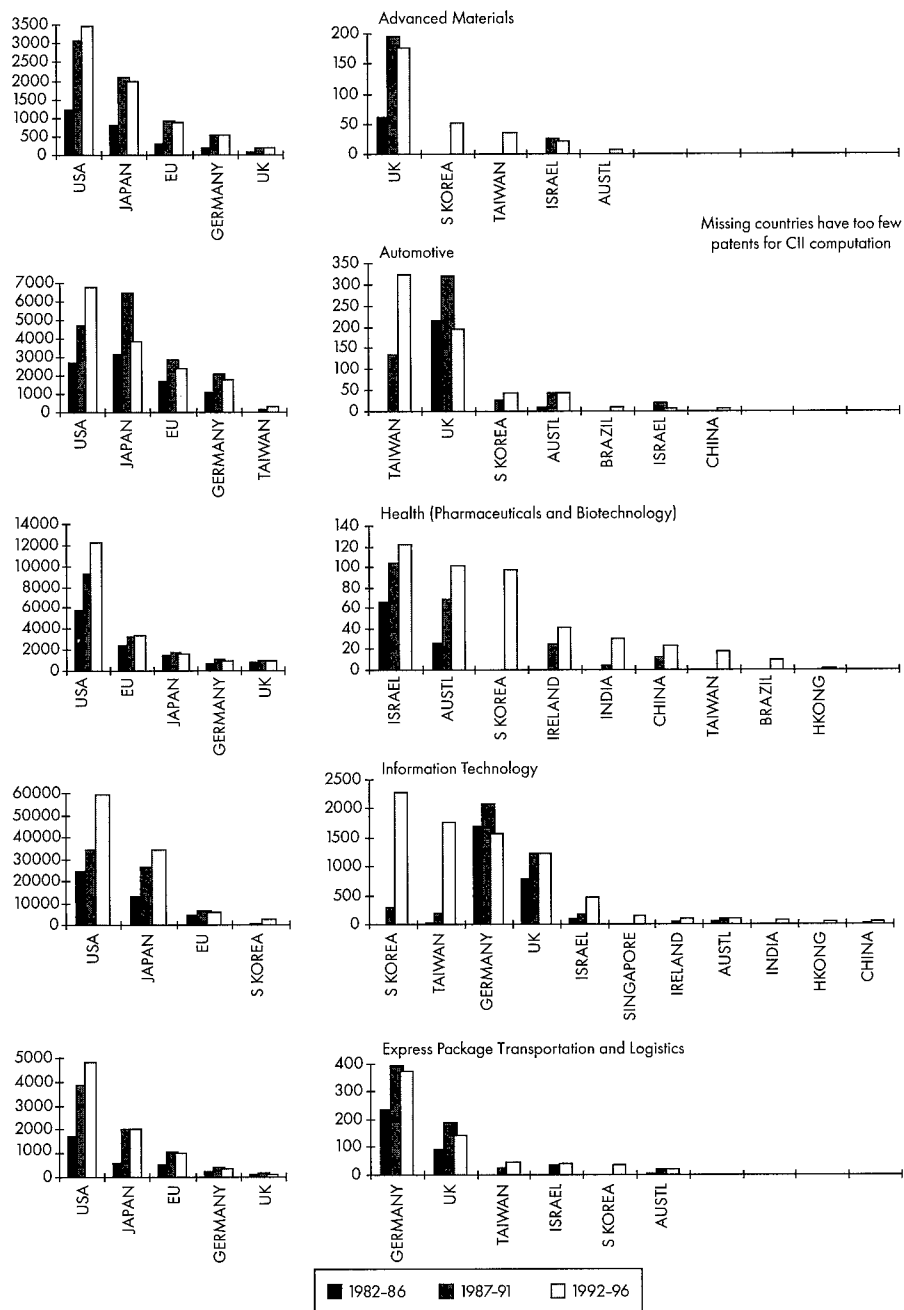 Advanced Materials
3500
3000
2500
2000
1500
1000
500
0
USA
JAPAN
EU
GERMANY
UK
200
150
100
50
0
UK
S KOREA
TAIWAN
ISRAEL
AUSTL
Missing countries have too few
patents for CII computation
Automotive
7000
6000
5000
4000
3000
2000
1000
0
USA
JAPAN
EU
GERMANY
TAIWAN
350
300
250
200
150
100
50
0
TAIWAN
UK
S KOREA
AUSTL
BRAZIL
ISRAEL
CHINA
Health (Pharmaceuticals and Biotechnology)
14000
12000
10000
8000
6000
4000
2000
0
USA
EU
JAPAN
GERMANY
UK
140
120
100
80
60
40
20
0
ISRAEL
AUSTL
S KOREA
IRELAND
INDIA
CHINA
TAIWAN
BRAZIL
HKONG
Information Technology
60000
50000
40000
30000
20000
10000
0
USA
JAPAN
EU
S KOREA
2500
2000
1500
1000
500
0
S KOREA
TAIWAN
GERMANY
UK
ISRAEL
SINGAPORE
IRELAND
AUSTL
INDIA
HKONG
CHINA
Express Package Transportation and Logistics
5000
4000
3000
2000
1000
0
USA
JAPAN
EU
GERMANY
UK
400
300
200
100
0
GERMANY
UK
TAIWAN
ISRAEL
S KOREA
AUSTL
1982–86 1987–91 1992–96